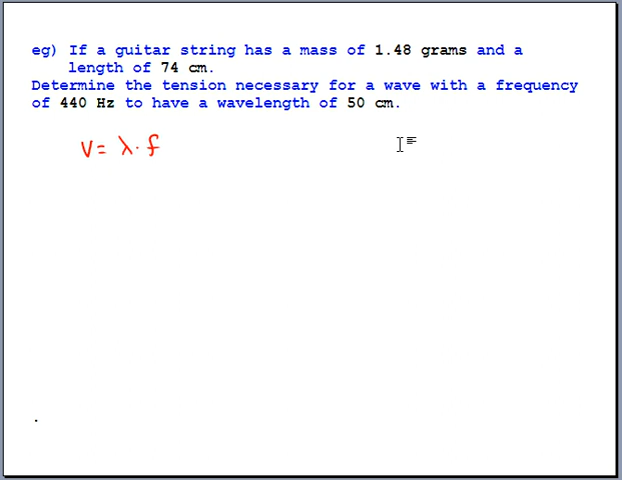 eg) If a guitar string has a mass of 1.48 grams and a
length of 74 cm.
Determine the tension necessary for a wave with a frequency
of 440 Hz to have a wavelength of 50 cm.
v = λ · f
.